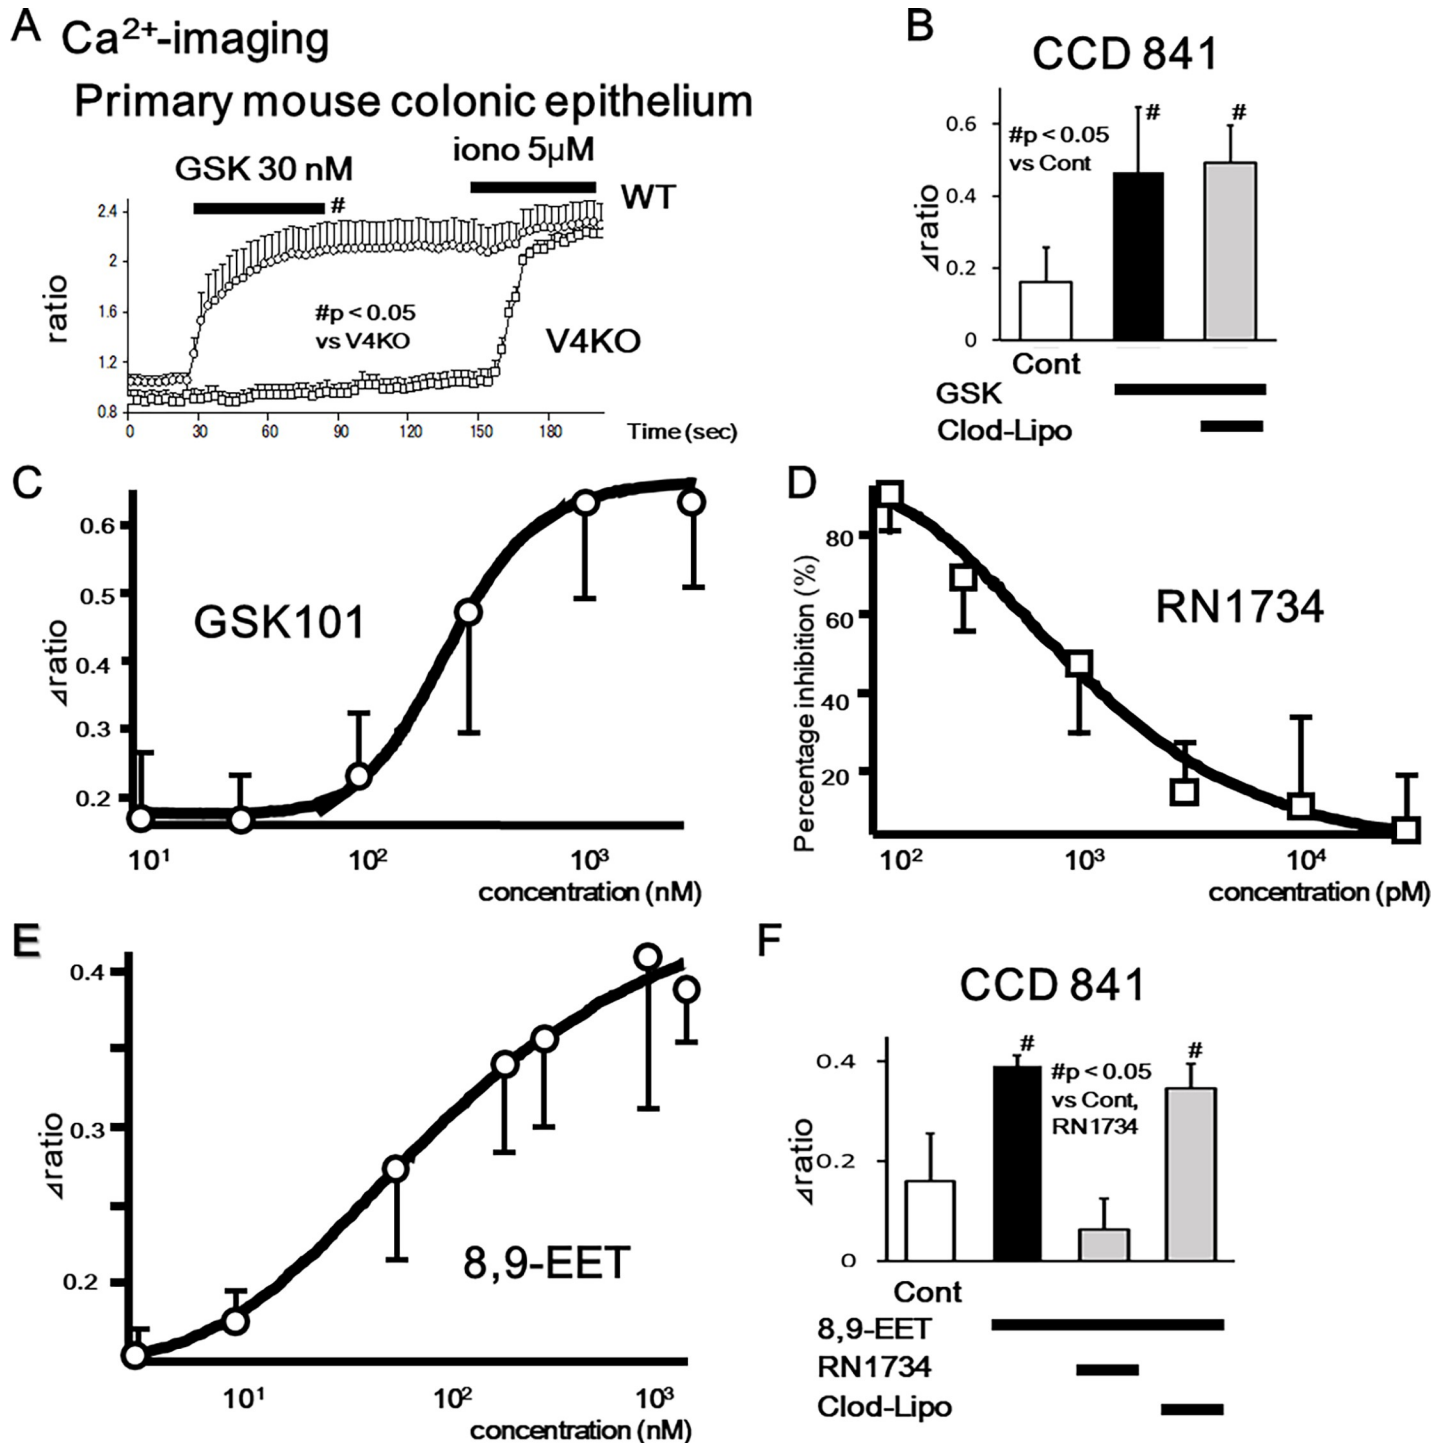 A
Ca²⁺-imaging
Primary mouse colonic epithelium
GSK 30 nM
iono 5μM
#
WT
V4KO
#p < 0.05
vs V4KO
ratio
2.4
2
1.6
1.2
0.8
0 30 60 90 120 150 180
Time (sec)
B
CCD 841
#p < 0.05
vs Cont
# #
⊿ratio
0.6
0.4
0.2
0
Cont
GSK
Clod-Lipo
C
GSK101
⊿ratio
0.6
0.5
0.4
0.3
0.2
10¹ 10² 10³
concentration (nM)
D
RN1734
Percentage inhibition (%)
80
60
40
20
10² 10³ 10⁴
concentration (pM)
E
8,9-EET
⊿ratio
0.4
0.3
0.2
10¹ 10² 10³
concentration (nM)
F
CCD 841
# #
#p < 0.05
vs Cont,
RN1734
⊿ratio
0.4
0.2
0
Cont
8,9-EET
RN1734
Clod-Lipo